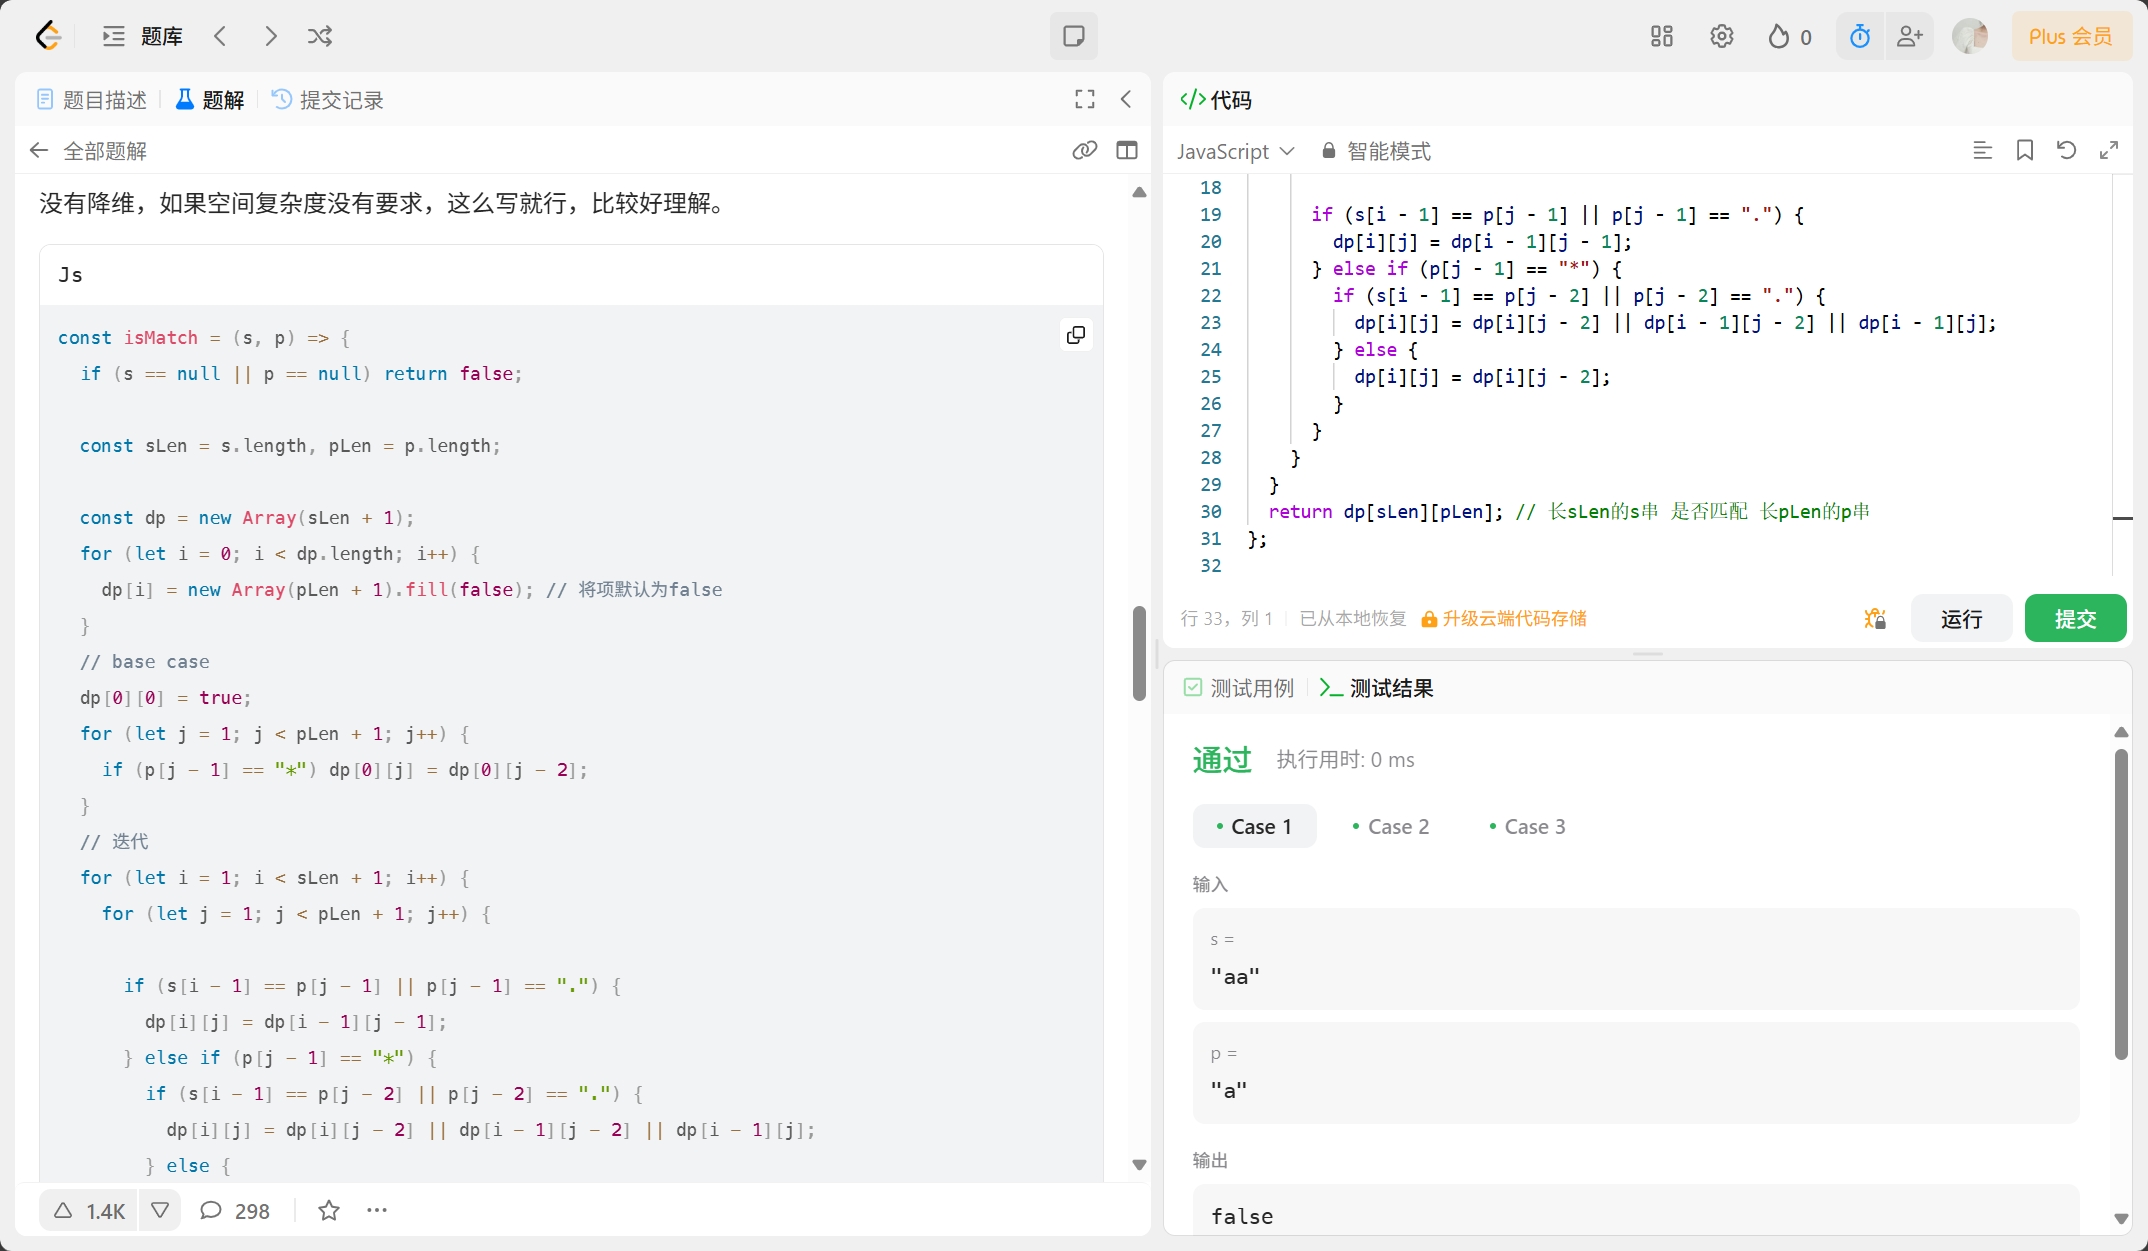 题库
0
Plus 会员
题目描述
题解
提交记录
全部题解
没有降维，如果空间复杂度没有要求，这么写就行，比较好理解。
Js
const isMatch = (s, p) => {
  if (s == null || p == null) return false;
  const sLen = s.length, pLen = p.length;
  const dp = new Array(sLen + 1);
  for (let i = 0; i < dp.length; i++) {
    dp[i] = new Array(pLen + 1).fill(false); // 将项默认为false
  }
  // base case
  dp[0][0] = true;
  for (let j = 1; j < pLen + 1; j++) {
    if (p[j - 1] == "*") dp[0][j] = dp[0][j - 2];
  }
  // 迭代
  for (let i = 1; i < sLen + 1; i++) {
    for (let j = 1; j < pLen + 1; j++) {
      if (s[i - 1] == p[j - 1] || p[j - 1] == ".") {
        dp[i][j] = dp[i - 1][j - 1];
      } else if (p[j - 1] == "*") {
        if (s[i - 1] == p[j - 2] || p[j - 2] == ".") {
          dp[i][j] = dp[i][j - 2] || dp[i - 1][j - 2] || dp[i - 1][j];
        } else {
1.4K
298
代码
JavaScript
智能模式
18
19 if (s[i - 1] == p[j - 1] || p[j - 1] == ".") {
20 dp[i][j] = dp[i - 1][j - 1];
21 } else if (p[j - 1] == "*") {
22 if (s[i - 1] == p[j - 2] || p[j - 2] == ".") {
23 dp[i][j] = dp[i][j - 2] || dp[i - 1][j - 2] || dp[i - 1][j];
24 } else {
25 dp[i][j] = dp[i][j - 2];
26 }
27 }
28 }
29 }
30 return dp[sLen][pLen]; // 长sLen的s串 是否匹配 长pLen的p串
31 };
32
行 33，列 1
已从本地恢复
升级云端代码存储
运行
提交
测试用例
测试结果
通过
执行用时: 0 ms
Case 1
Case 2
Case 3
输入
s =
"aa"
p =
"a"
输出
false